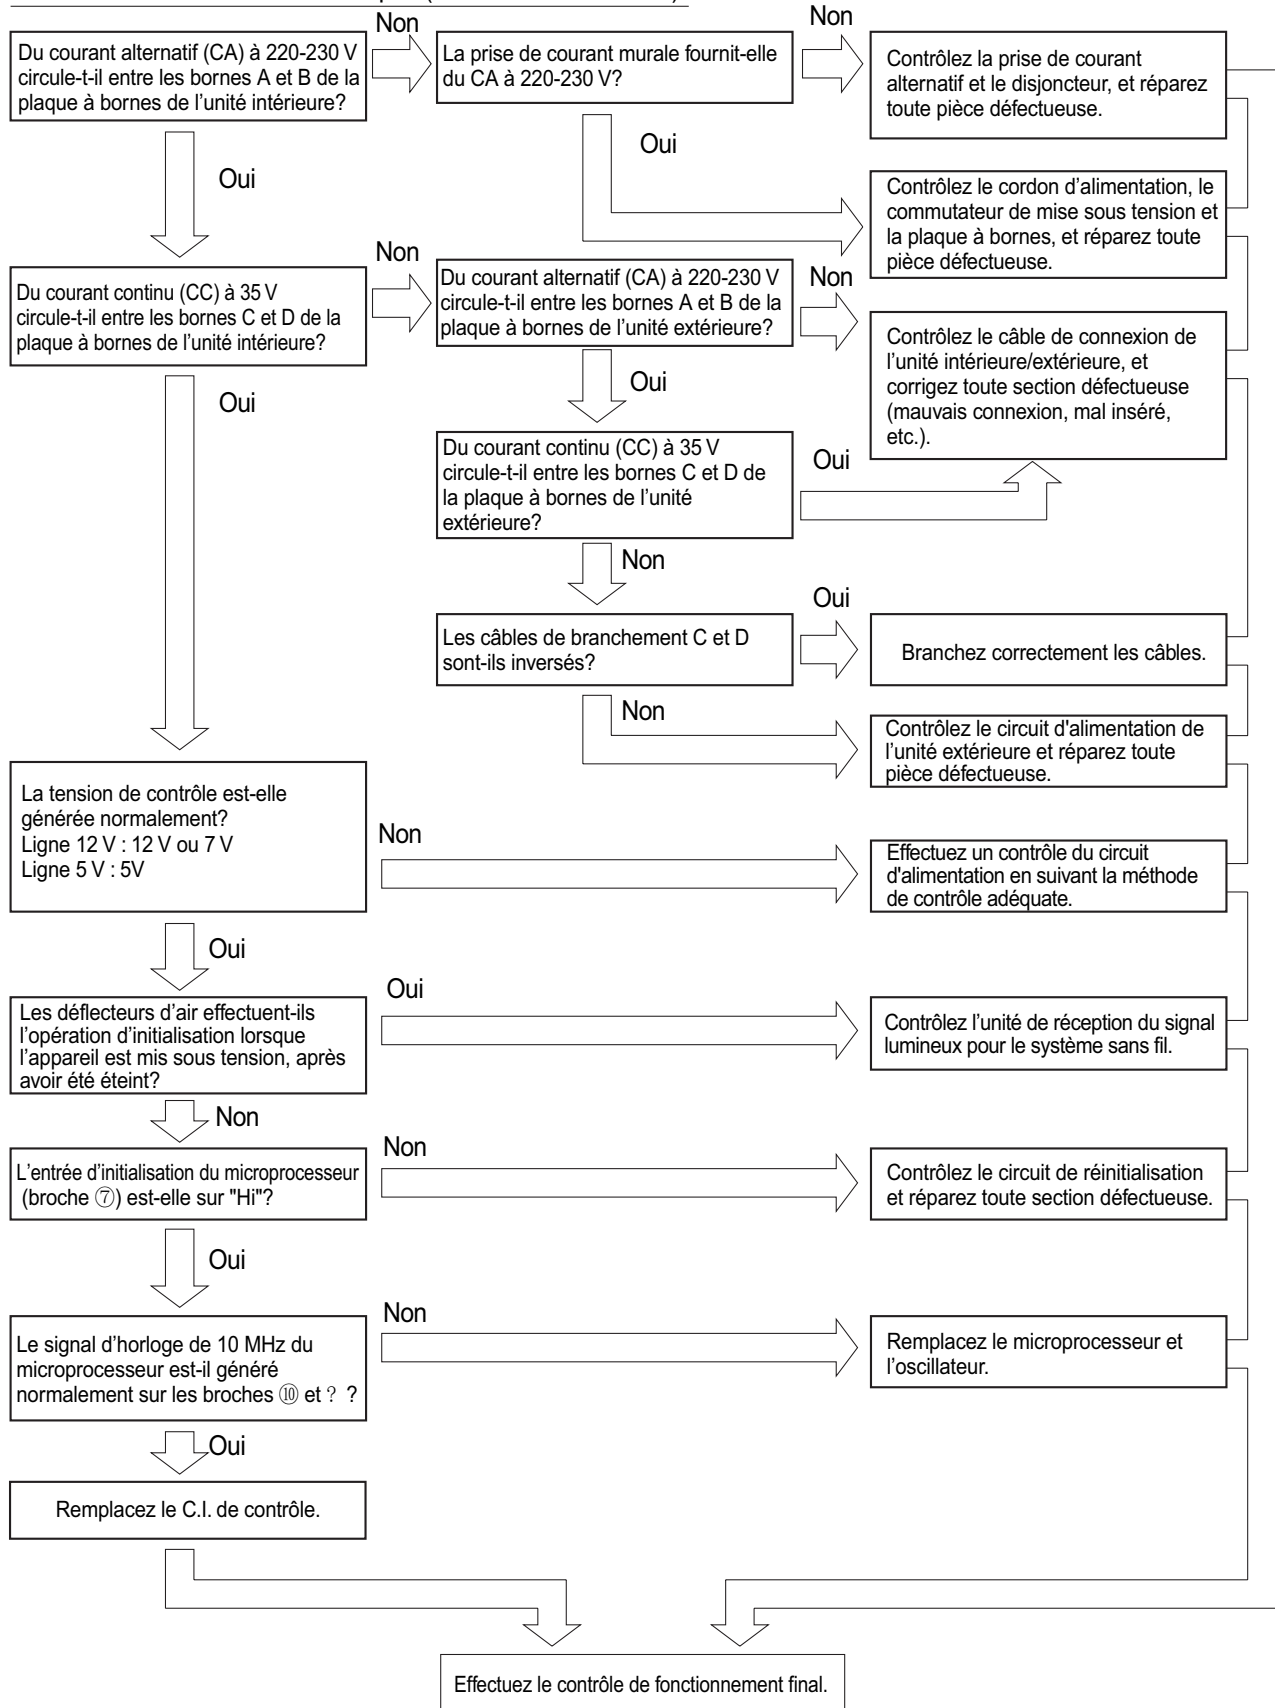 Non
Non
Du courant alternatif (CA) à 220-230 V
circule-t-il entre les bornes A et B de la
plaque à bornes de l'unité intérieure?
La prise de courant murale fournit-elle
du CA à 220-230 V?
Contrôlez la prise de courant
alternatif et le disjoncteur, et réparez
toute pièce défectueuse.
Oui
Oui
Contrôlez le cordon d'alimentation, le
commutateur de mise sous tension et
la plaque à bornes, et réparez toute
pièce défectueuse.
Non
Non
Du courant continu (CC) à 35 V
circule-t-il entre les bornes C et D de la
plaque à bornes de l'unité intérieure?
Du courant alternatif (CA) à 220-230 V
circule-t-il entre les bornes A et B de la
plaque à bornes de l'unité extérieure?
Contrôlez le câble de connexion de
l'unité intérieure/extérieure, et
corrigez toute section défectueuse
(mauvais connexion, mal inséré,
etc.).
Oui
Oui
Du courant continu (CC) à 35 V
circule-t-il entre les bornes C et D de
la plaque à bornes de l'unité
extérieure?
Oui
Non
Oui
Les câbles de branchement C et D
sont-ils inversés?
Branchez correctement les câbles.
Non
Contrôlez le circuit d'alimentation de
l'unité extérieure et réparez toute
pièce défectueuse.
La tension de contrôle est-elle
générée normalement?
Ligne 12 V : 12 V ou 7 V
Ligne 5 V : 5V
Non
Effectuez un contrôle du circuit
d'alimentation en suivant la méthode
de contrôle adéquate.
Oui
Oui
Les déflecteurs d'air effectuent-ils
l'opération d'initialisation lorsque
l'appareil est mis sous tension, après
avoir été éteint?
Contrôlez l'unité de réception du signal
lumineux pour le système sans fil.
Non
Non
L'entrée d'initialisation du microprocesseur
(broche ⑦) est-elle sur "Hi"?
Contrôlez le circuit de réinitialisation
et réparez toute section défectueuse.
Oui
Non
Le signal d'horloge de 10 MHz du
microprocesseur est-il généré
normalement sur les broches ⑩ et ? ?
Remplacez le microprocesseur et
l'oscillateur.
Oui
Remplacez le C.I. de contrôle.
Effectuez le contrôle de fonctionnement final.